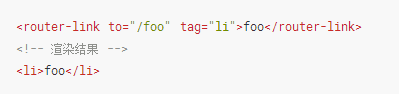 <router-link to="/foo" tag="li">foo</router-link>
<!-- 渲染结果 -->
<li>foo</li>